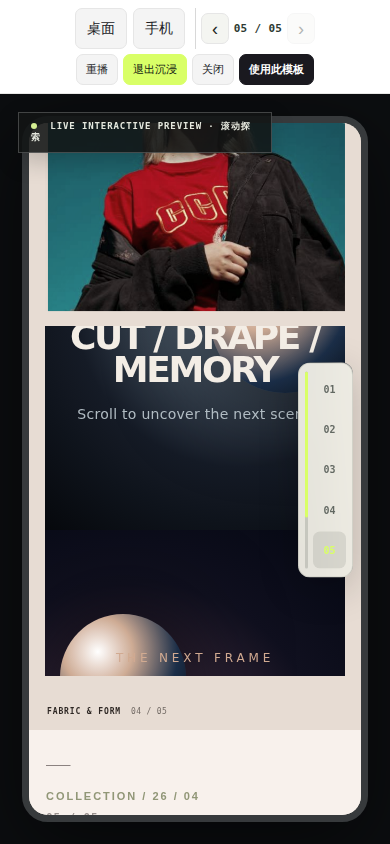 桌面 手机 ‹ 05 / 05 ›
重播 退出沉浸 关闭 使用此模板
LIVE INTERACTIVE PREVIEW · 滚动探
索
CUT / DRAPE /
MEMORY
Scroll to uncover the next
01
02
03
04
05
THE NEXT FRAME
FABRIC & FORM 04 / 05
COLLECTION / 26 / 04